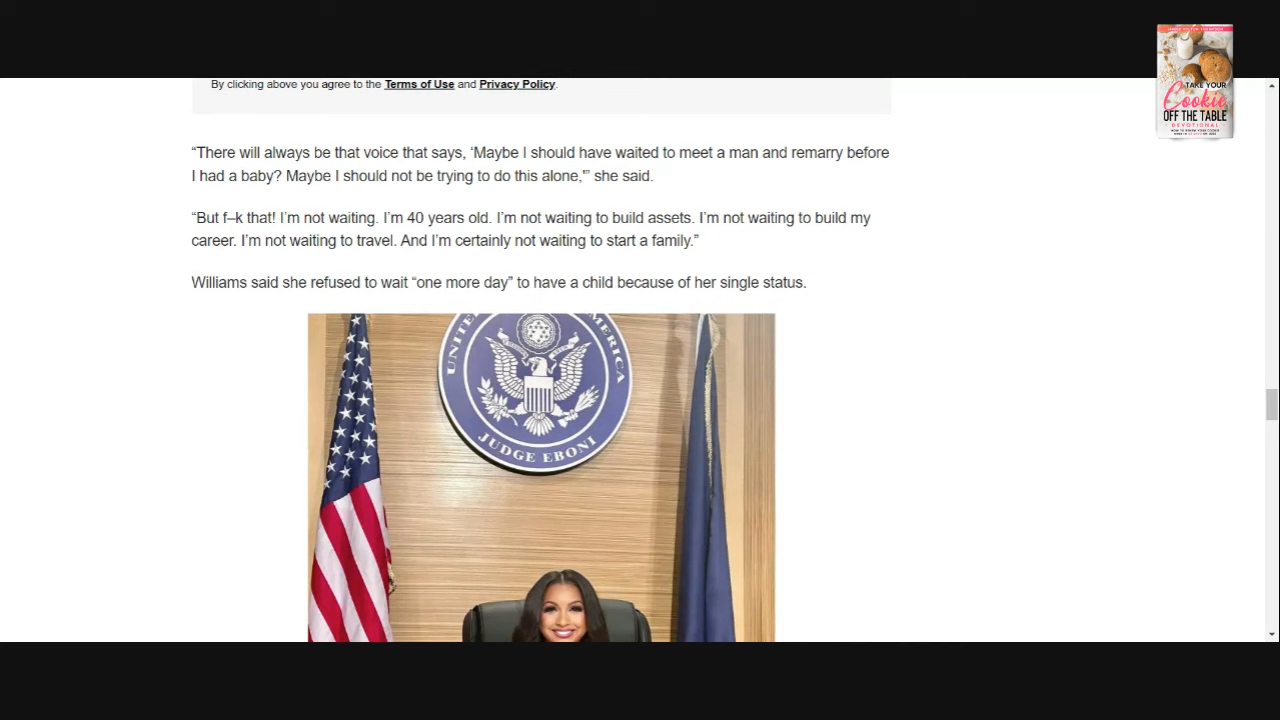 By clicking above you agree to the Terms of Use and Privacy Policy.
“There will always be that voice that says, ‘Maybe I should have waited to meet a man and remarry before
I had a baby? Maybe I should not be trying to do this alone,'” she said.
“But f–k that! I’m not waiting. I’m 40 years old. I’m not waiting to build assets. I’m not waiting to build my
career. I’m not waiting to travel. And I’m certainly not waiting to start a family.”
Williams said she refused to wait “one more day” to have a child because of her single status.
TAKE YOUR
Cookie
OFF THE TABLE
DEVOTIONAL
JUDGE EBONI